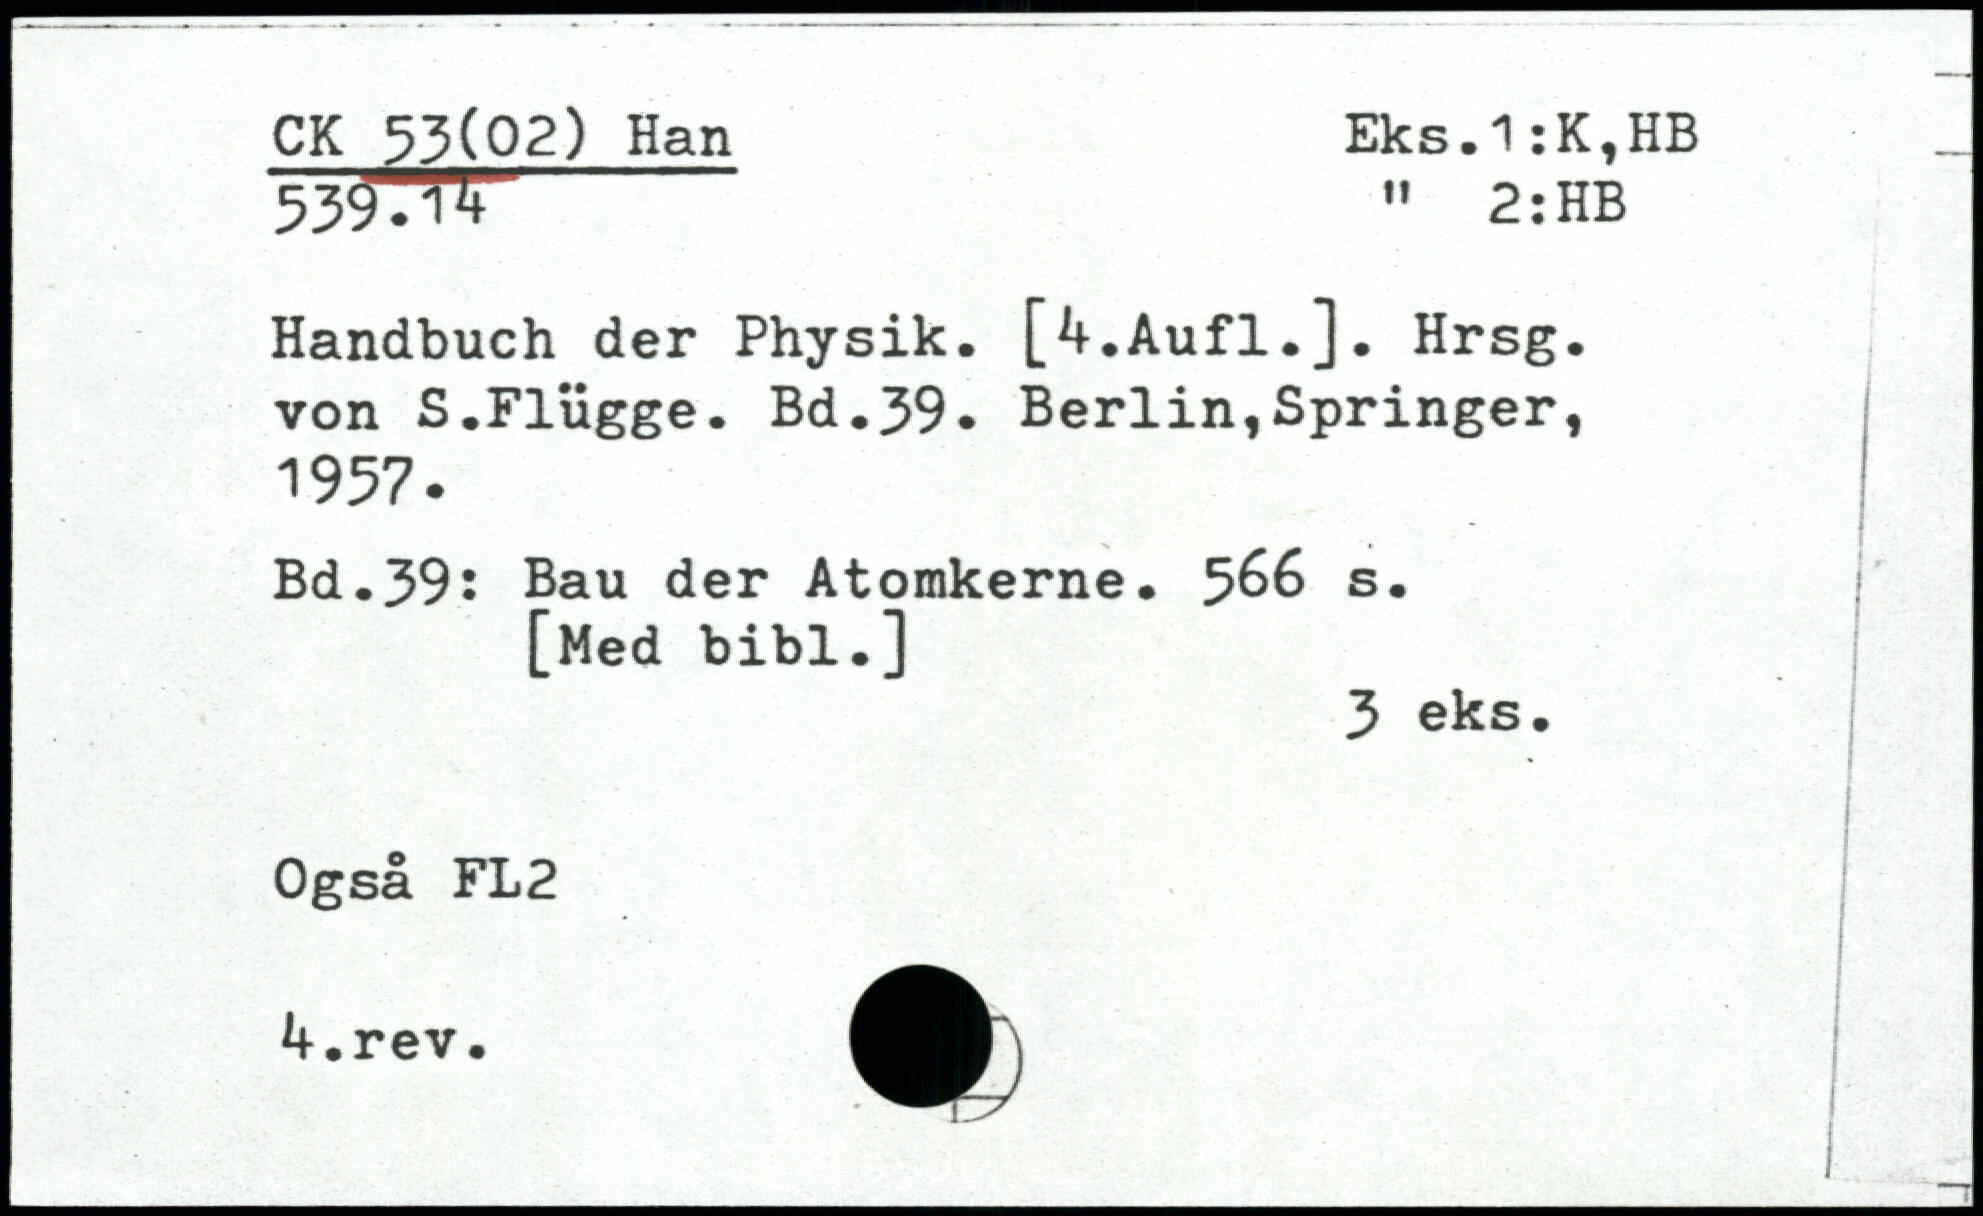 CK 53(02) Han
Eks.1:K,HB
539.14
" 2:HB
Handbuch der Physik. [4.Aufl.]. Hrsg.
von S.Flügge. Bd.39. Berlin,Springer,
1957.
Bd.39: Bau der Atomkerne. 566 s.
[Med bibl.]
3 eks.
Også FL2
4.rev.